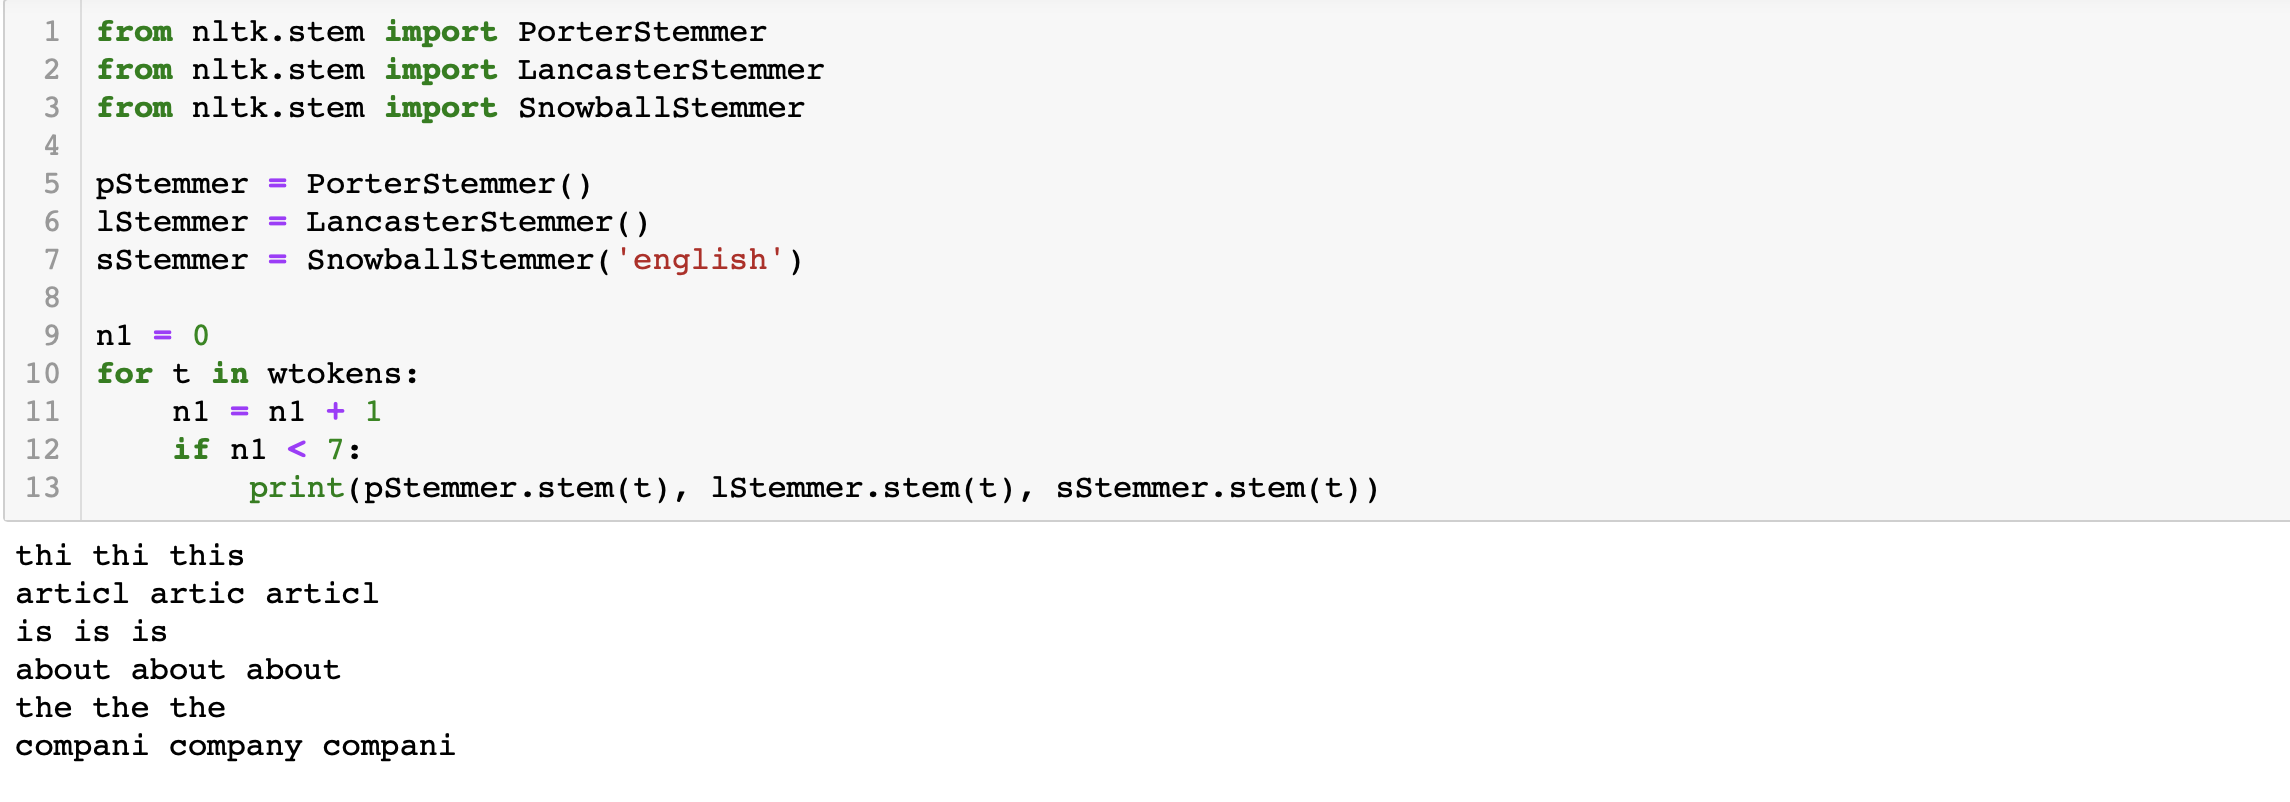 1 from nltk.stem import PorterStemmer
2 from nltk.stem import LancasterStemmer
3 from nltk.stem import SnowballStemmer
4
5 pStemmer = PorterStemmer()
6 lStemmer = LancasterStemmer()
7 sStemmer = SnowballStemmer('english')
8
9 n1 = 0
10 for t in wtokens:
11     n1 = n1 + 1
12     if n1 < 7:
13         print(pStemmer.stem(t), lStemmer.stem(t), sStemmer.stem(t))
thi thi this
articl artic articl
is is is
about about about
the the the
compani company compani